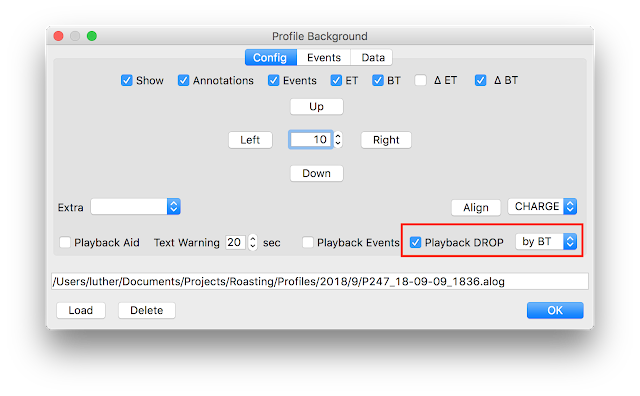 Profile Background
Config Events Data
Show Annotations Events ET BT Δ ET Δ BT
Up
Left 10 Right
Down
Extra Align CHARGE
Playback Aid Text Warning 20 sec Playback Events Playback DROP by BT
/Users/luther/Documents/Projects/Roasting/Profiles/2018/9/P247_18-09-09_1836.alog
Load Delete OK